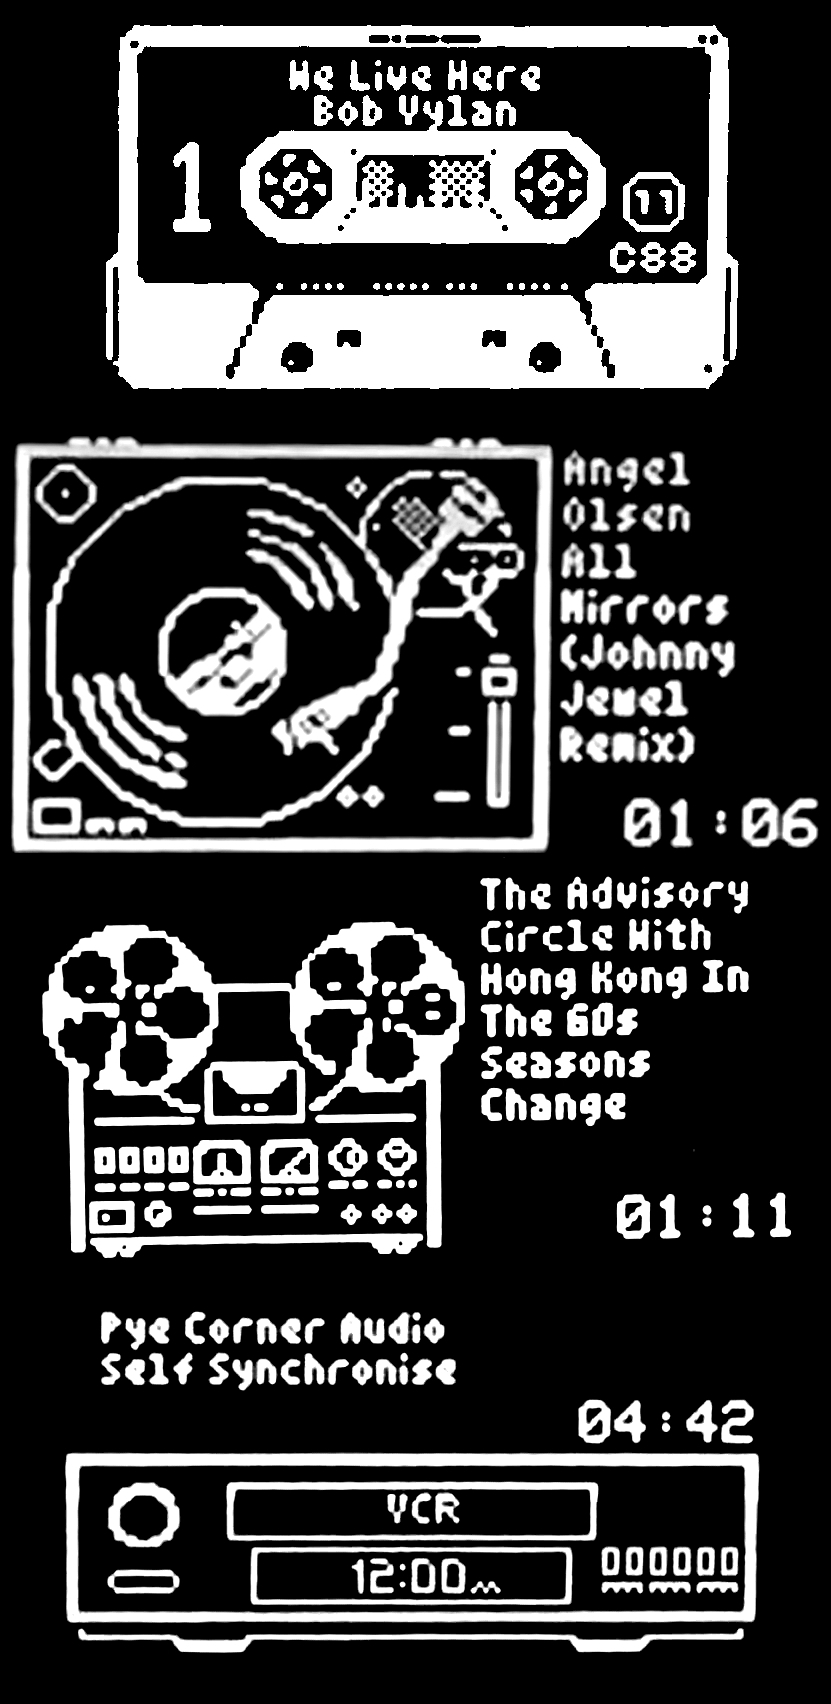 We Live Here
Bob Vylan
1
11
C88
Angel
Olsen
All
Mirrors
(Johnny
Jewel
Remix)
01:06
The Advisory
Circle With
Hong Kong In
The 60s
Seasons
Change
01:11
Pye Corner Audio
Self Synchronise
04:42
VCR
12:00